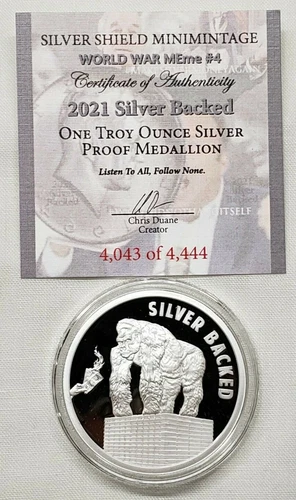 SILVER SHIELD MINIMINTAGE
WORLD WAR MEme #4
Certificate of Authenticity
2021 Silver Backed
ONE TROY OUNCE SILVER
PROOF MEDALLION
Listen To All, Follow None.
Chris Duane
Creator
ITSELF
4,043 of 4,444
SILVER BACKED